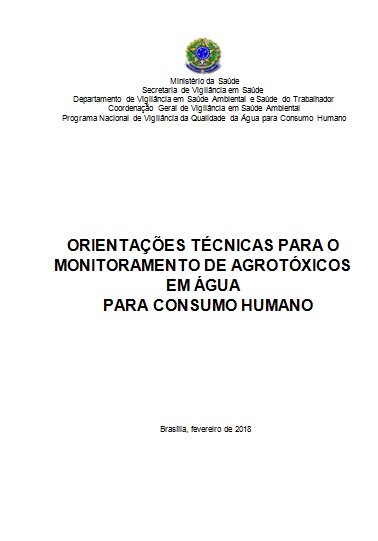 Ministério da Saúde
Secretaria de Vigilância em Saúde
Departamento de Vigilância em Saúde Ambiental e Saúde do Trabalhador
Coordenação Geral de Vigilância em Saúde Ambiental
Programa Nacional de Vigilância da Qualidade da Água para Consumo Humano
ORIENTAÇÕES TÉCNICAS PARA O
MONITORAMENTO DE AGROTÓXICOS
EM ÁGUA
PARA CONSUMO HUMANO
Brasília, fevereiro de 2018